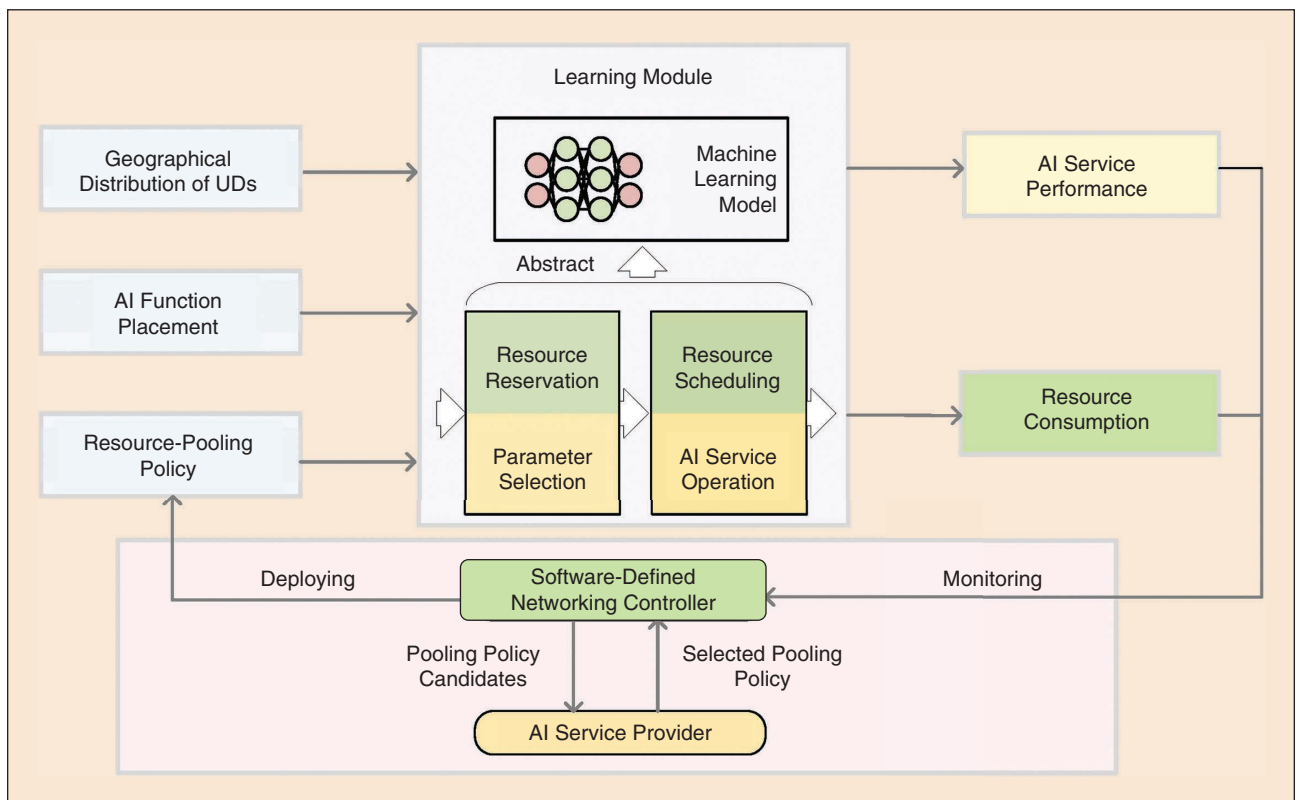 Learning Module
Geographical
Distribution of UDs
Machine
Learning
Model
AI Service
Performance
Abstract
AI Function
Placement
Resource
Reservation
Resource
Scheduling
Resource
Consumption
Resource-Pooling
Policy
Parameter
Selection
AI Service
Operation
Deploying
Software-Defined
Networking Controller
Monitoring
Pooling Policy
Candidates
Selected Pooling
Policy
AI Service Provider